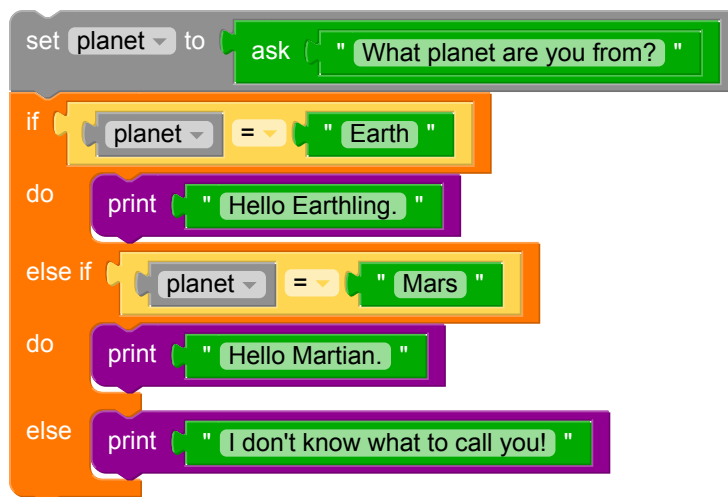 set planet to ask " What planet are you from? "
if planet = " Earth "
do print " Hello Earthling. "
else if planet = " Mars "
do print " Hello Martian. "
else print " I don't know what to call you! "